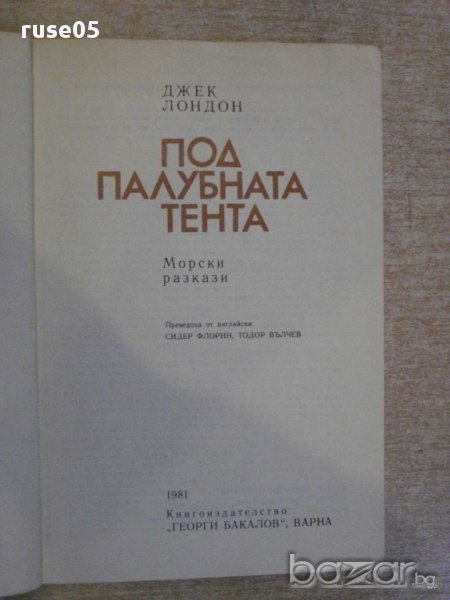 ruse05
ДЖЕК
ЛОНДОН
ПОД
ПАЛУБНАТА
ТЕНТА
Морски
разкази
Преведоха от английски
СИДЕР ФЛОРИН, ТОДОР ВЪЛЧЕВ
1981
Книгоиздателство
„ГЕОРГИ БАКАЛОВ“, ВАРНА
bazar.bg